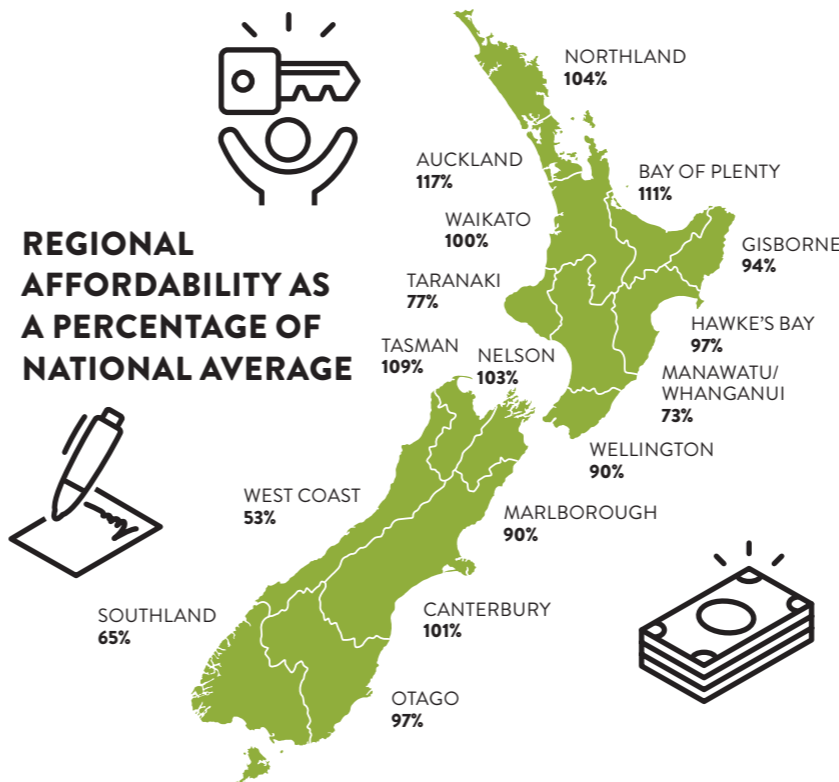 NORTHLAND
104%
AUCKLAND
117%
BAY OF PLENTY
111%
WAIKATO
100%
REGIONAL
AFFORDABILITY AS
A PERCENTAGE OF
NATIONAL AVERAGE
GISBORNE
94%
TARANAKI
77%
HAWKE'S BAY
97%
TASMAN
109%
NELSON
103%
MANAWATU/
WHANGANUI
73%
WELLINGTON
90%
WEST COAST
53%
MARLBOROUGH
90%
SOUTHLAND
65%
CANTERBURY
101%
OTAGO
97%